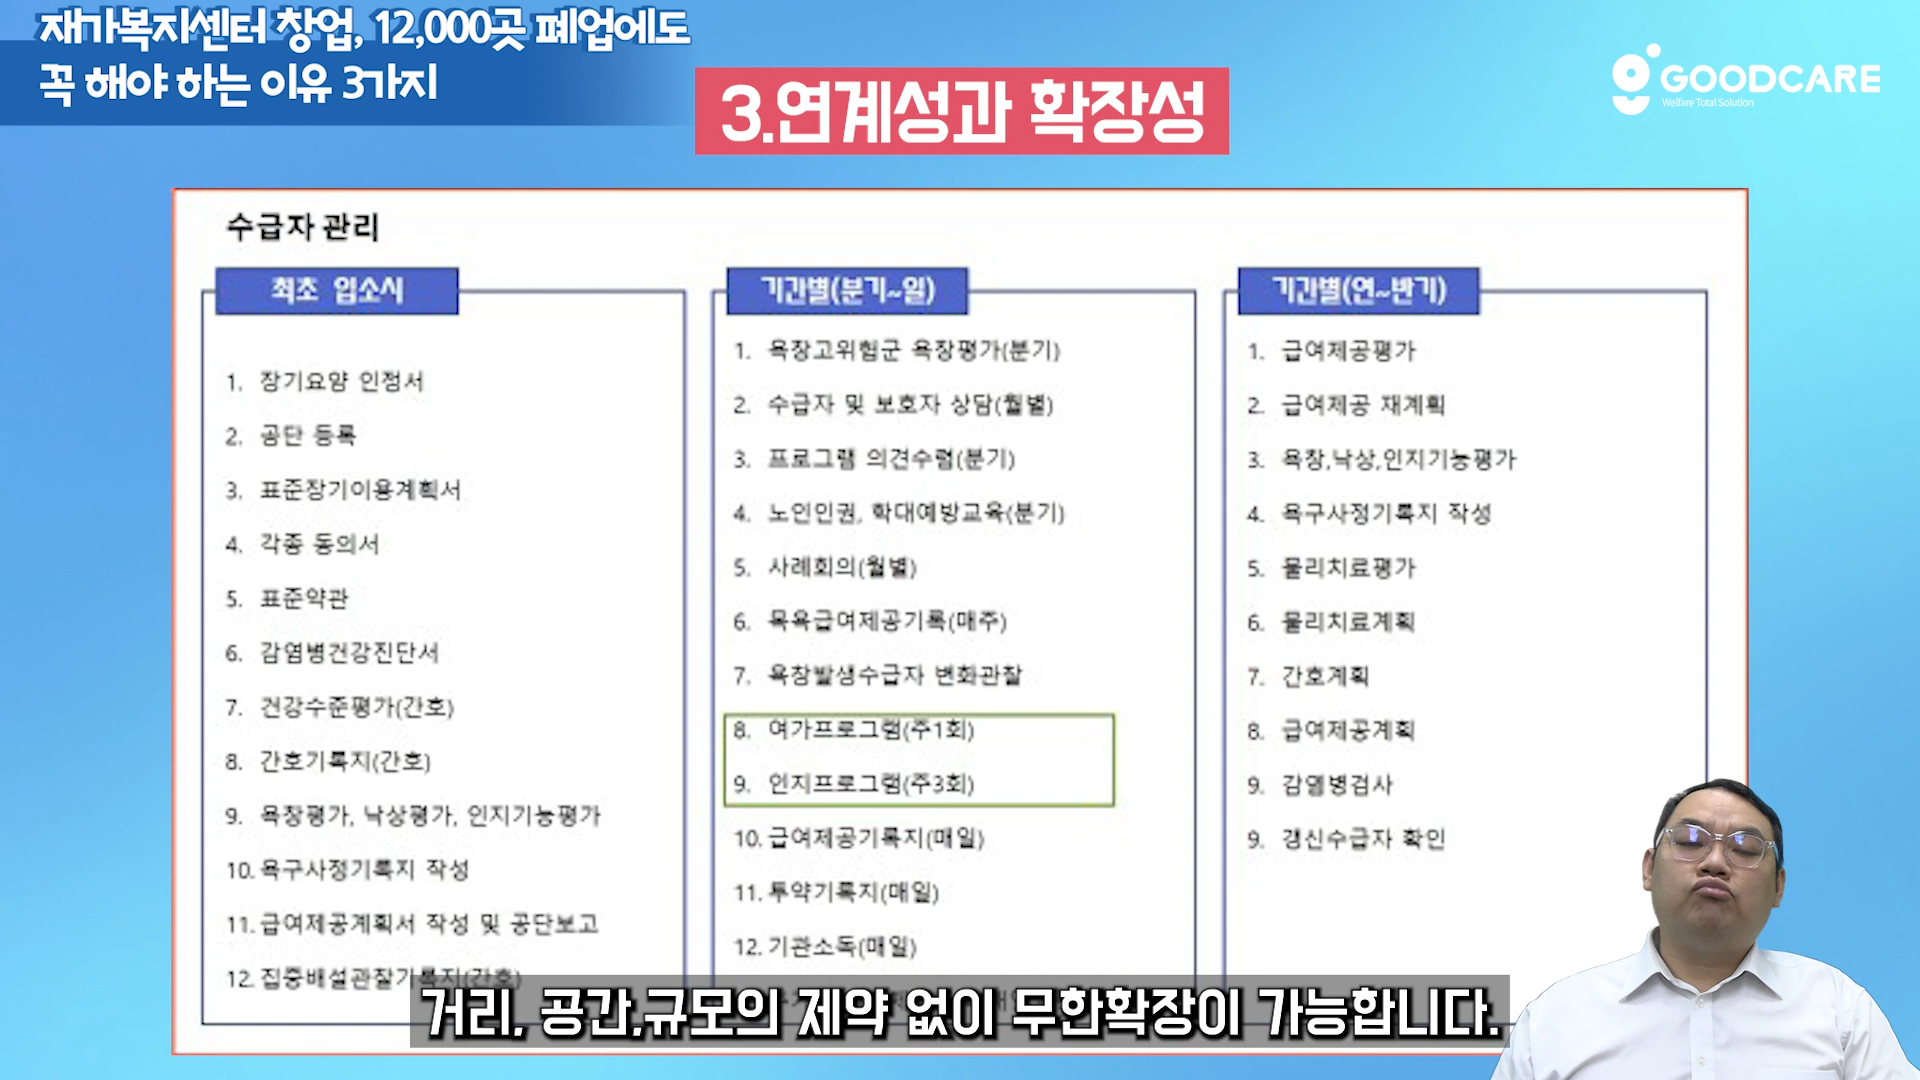 재가복지센터 창업, 12,000곳 폐업에도
꼭 해야 하는 이유 3가지
3.연계성과 확장성
GOODCARE
Welfare Total Solution
수급자 관리
최초 입소시
1. 장기요양 인정서
2. 공단 등록
3. 표준장기이용계획서
4. 각종 동의서
5. 표준약관
6. 감염병건강진단서
7. 건강수준평가(간호)
8. 간호기록지(간호)
9. 욕창평가, 낙상평가, 인지기능평가
10. 욕구사정기록지 작성
11. 급여제공계획서 작성 및 공단보고
12. 집중배설관찰기록지(간호)
기간별(분기~일)
1. 욕창고위험군 욕창평가(분기)
2. 수급자 및 보호자 상담(월별)
3. 프로그램 의견수렴(분기)
4. 노인인권, 학대예방교육(분기)
5. 사례회의(월별)
6. 목욕급여제공기록(매주)
7. 욕창발생수급자 변화관찰
8. 여가프로그램(주1회)
9. 인지프로그램(주3회)
10. 급여제공기록지(매일)
11. 투약기록지(매일)
12. 기관소독(매일)
기간별(연~반기)
1. 급여제공평가
2. 급여제공 재계획
3. 욕창,낙상,인지기능평가
4. 욕구사정기록지 작성
5. 물리치료평가
6. 물리치료계획
7. 간호계획
8. 급여제공계획
9. 감염병검사
9. 갱신수급자 확인
거리, 공간,규모의 제약 없이 무한확장이 가능합니다.